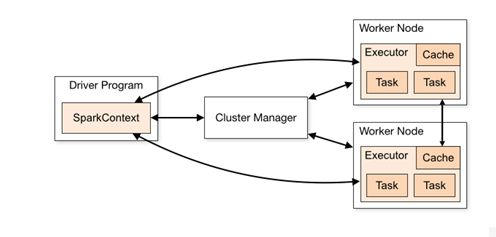 Driver Program
SparkContext
Cluster Manager
Worker Node
Executor
Cache
Task
Task
Worker Node
Executor
Cache
Task
Task